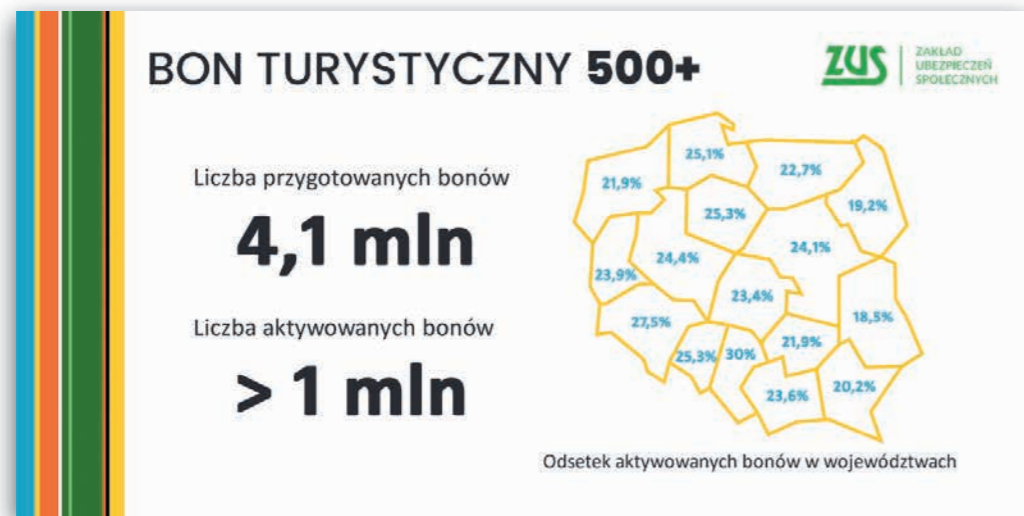 BON TURYSTYCZNY 500+
ZUS
ZAKŁAD
UBEZPIECZEŃ
SPOŁECZNYCH
Liczba przygotowanych bonów
4,1 mln
Liczba aktywowanych bonów
> 1 mln
25,1%
22,7%
21,9%
19,2%
25,3%
24,1%
24,4%
23,9%
23,4%
27,5%
18,5%
21,9%
25,3%
30%
23,6%
20,2%
Odsetek aktywowanych bonów w województwach